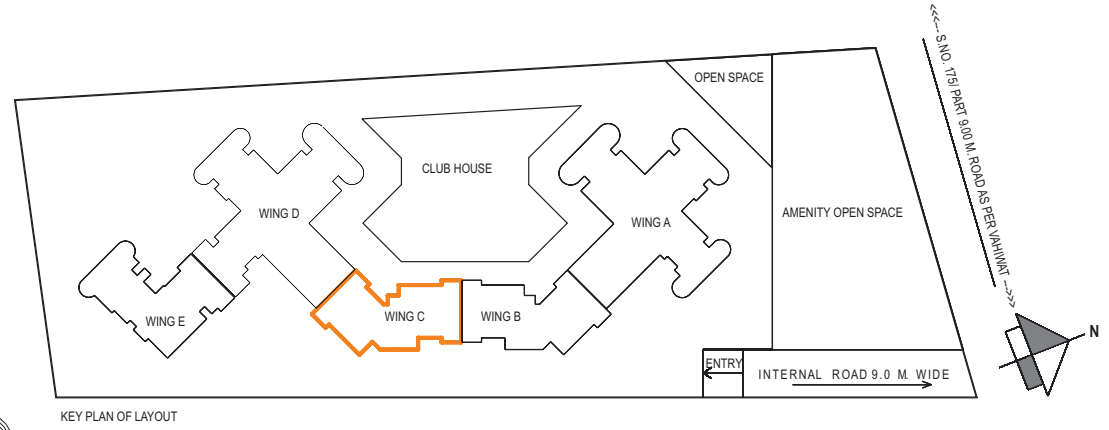 <<<--- S.NO. 175/ PART 9.00 M. ROAD AS PER VAHIWAT --->>>
OPEN SPACE
CLUB HOUSE
WING D
WING A
AMENITY OPEN SPACE
WING E
WING C
WING B
N
ENTRY
INTERNAL ROAD 9.0 M. WIDE
KEY PLAN OF LAYOUT